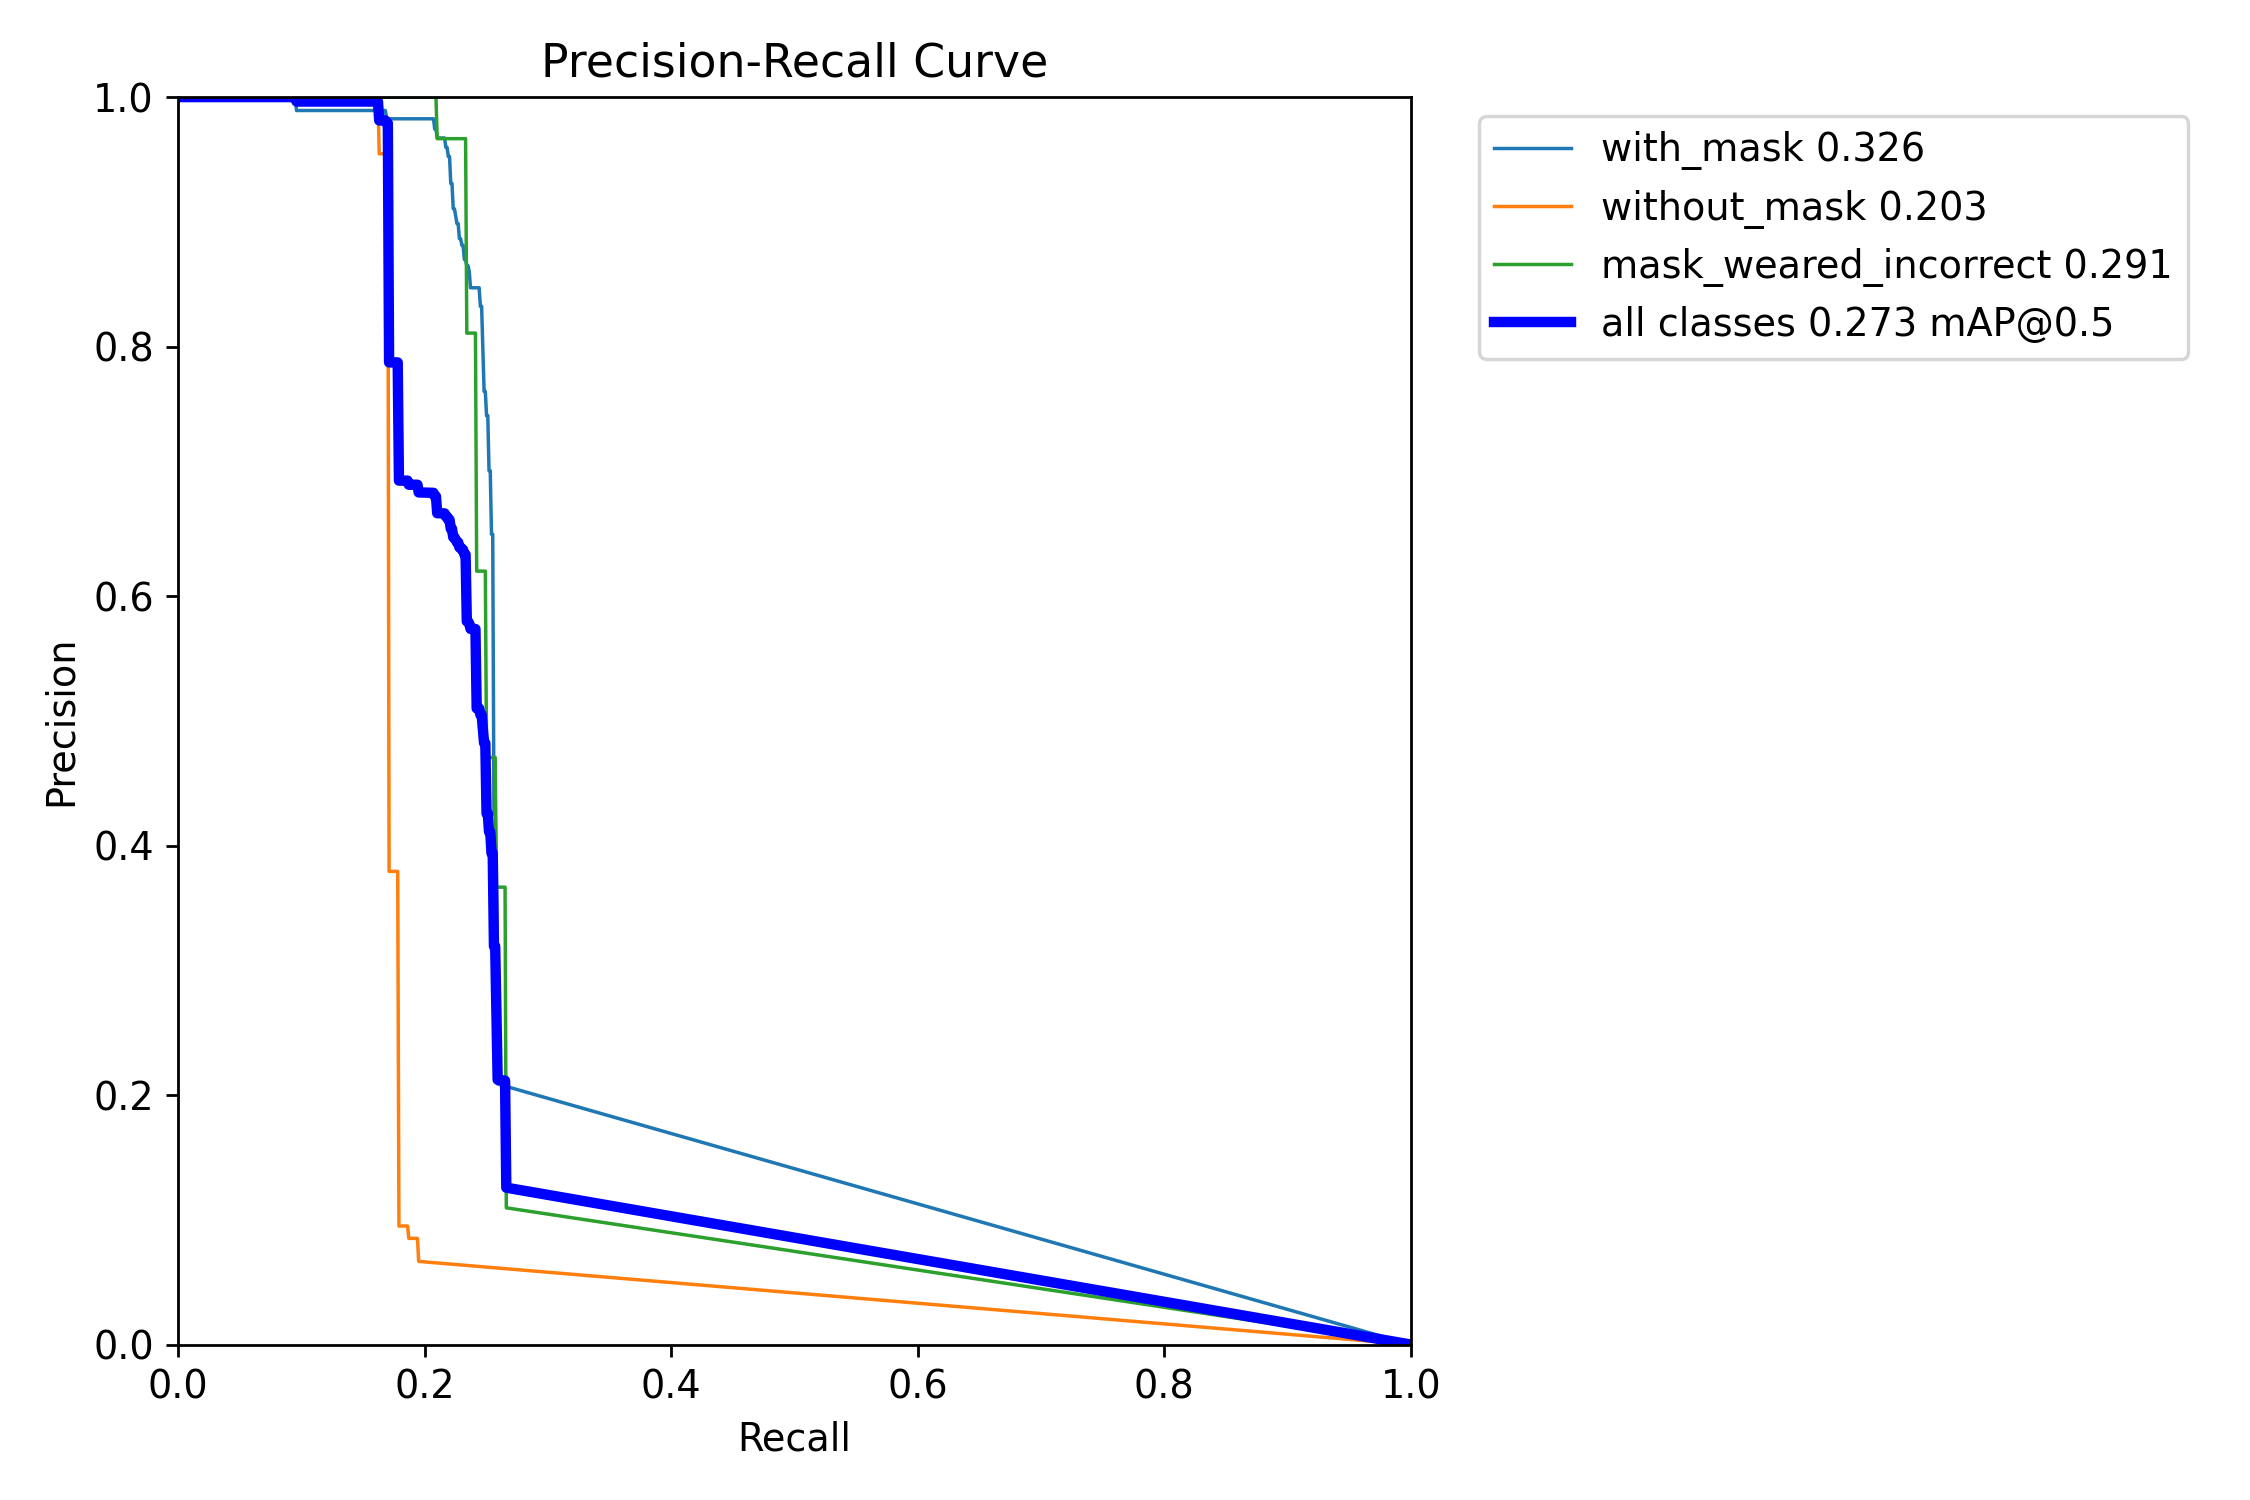 Precision-Recall Curve
with_mask 0.326
without_mask 0.203
mask_weared_incorrect 0.291
all classes 0.273 mAP@0.5
Precision
1.0
0.8
0.6
0.4
0.2
0.0
0.0 0.2 0.4 0.6 0.8 1.0
Recall